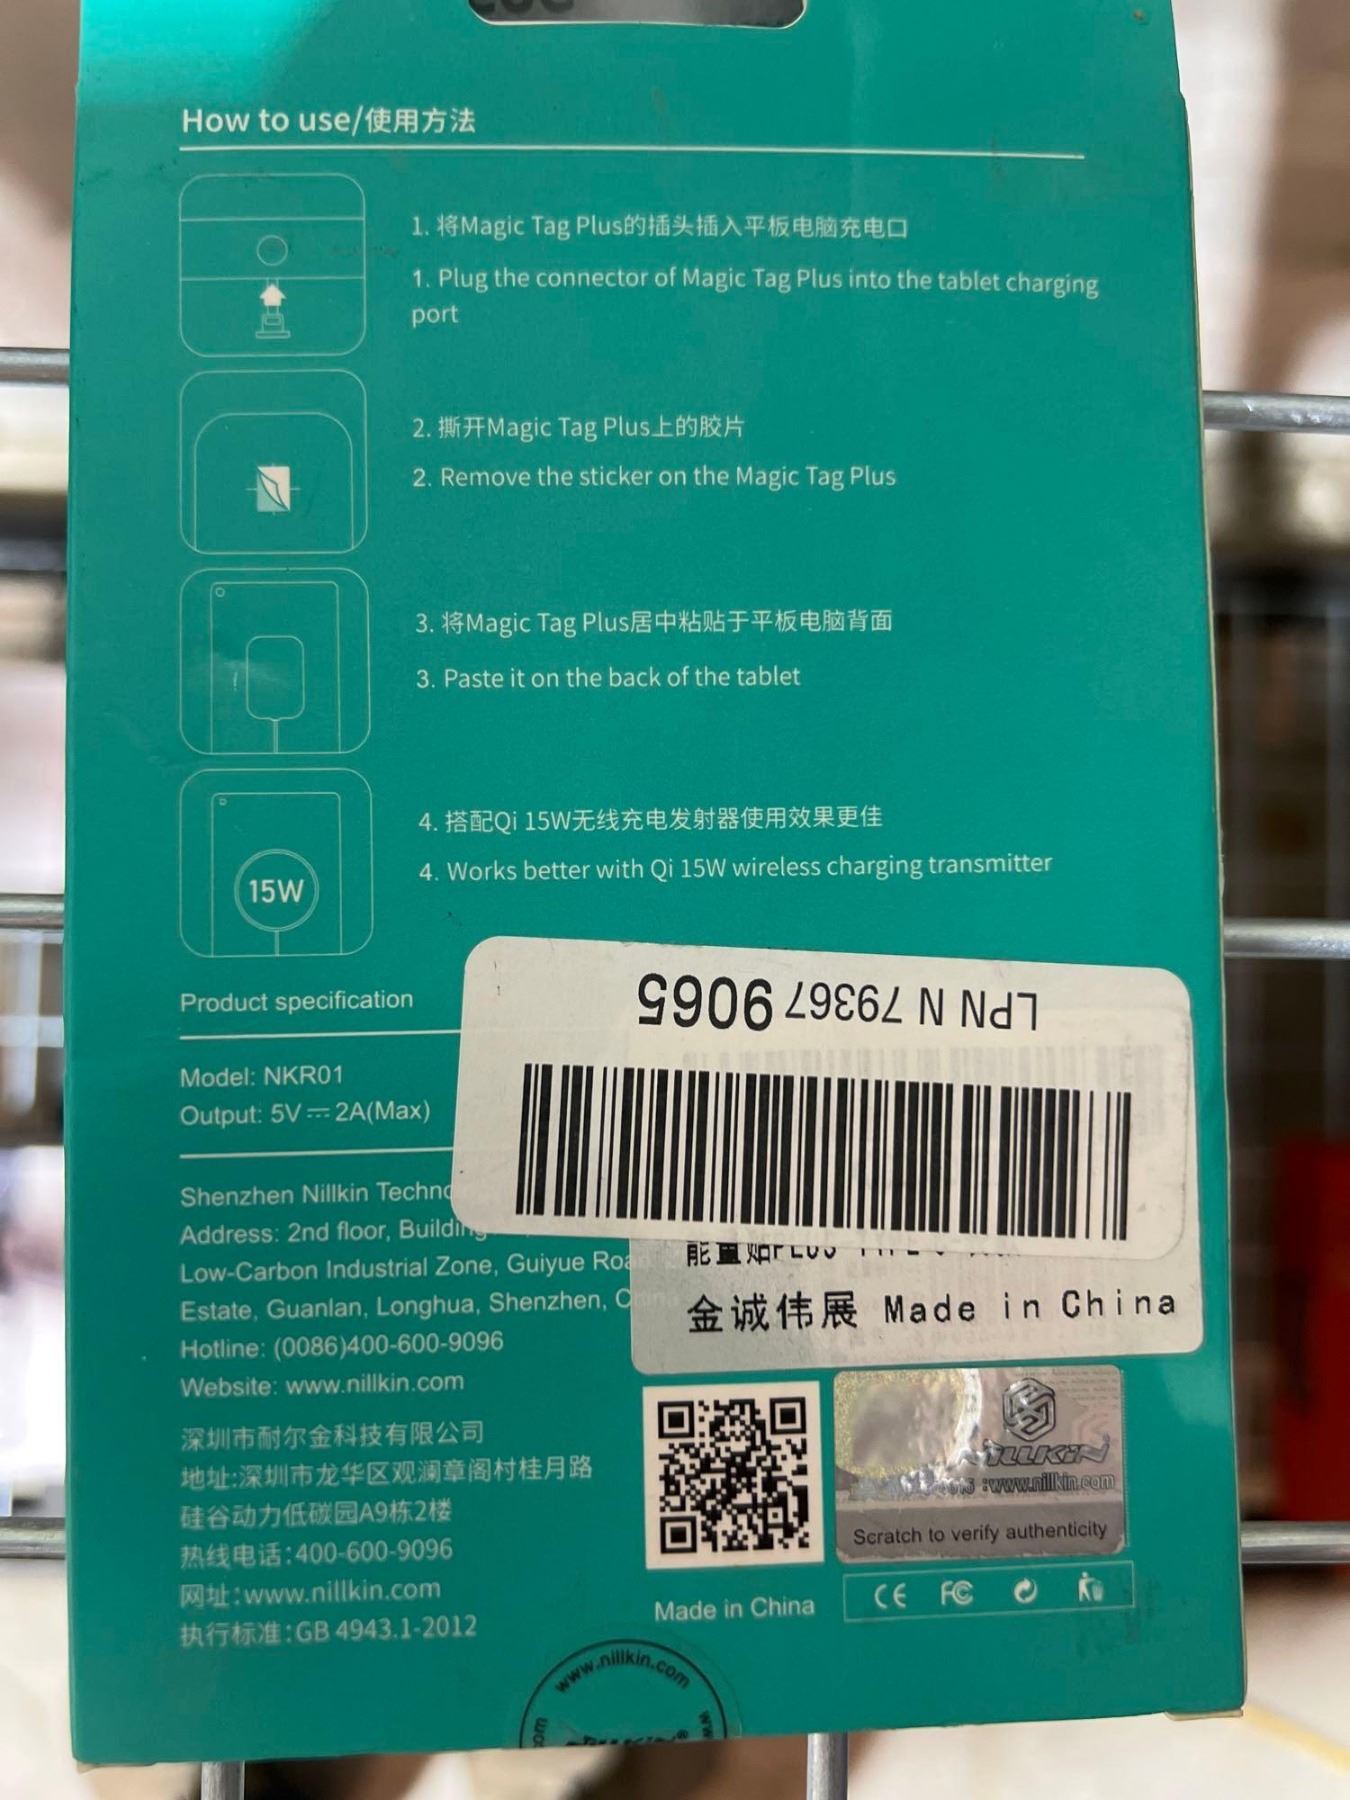 How to use/使用方法
1. 将Magic Tag Plus的插头插入平板电脑充电口
1. Plug the connector of Magic Tag Plus into the tablet charging
port
2. 撕开Magic Tag Plus上的胶片
2. Remove the sticker on the Magic Tag Plus
3. 将Magic Tag Plus居中粘贴于平板电脑背面
3. Paste it on the back of the tablet
15W
4. 搭配Qi 15W无线充电发射器使用效果更佳
4. Works better with Qi 15W wireless charging transmitter
Product specification
Model: NKR01
Output: 5V⎓2A(Max)
LPN N 79367 9065
能量贴PLUS
金诚伟展 Made in China
Shenzhen Nillkin
Address: 2nd floor,
Low-Carbon Industrial Zone, Guiyue
Estate, Guanlan, Longhua, Shenzhen,
Hotline: (0086)400-600-9096
Website: www.nillkin.com
深圳市耐尔金科技有限公司
地址:深圳市龙华区观澜章阁村桂月路
硅谷动力低碳园A9栋2楼
热线电话:400-600-9096
网址:www.nillkin.com
执行标准:GB 4943.1-2012
NILLKIN
:www.nillkin.com
Scratch to verify authenticity
Made in China
CE FC
www.nillkin.com
NILLKIN®